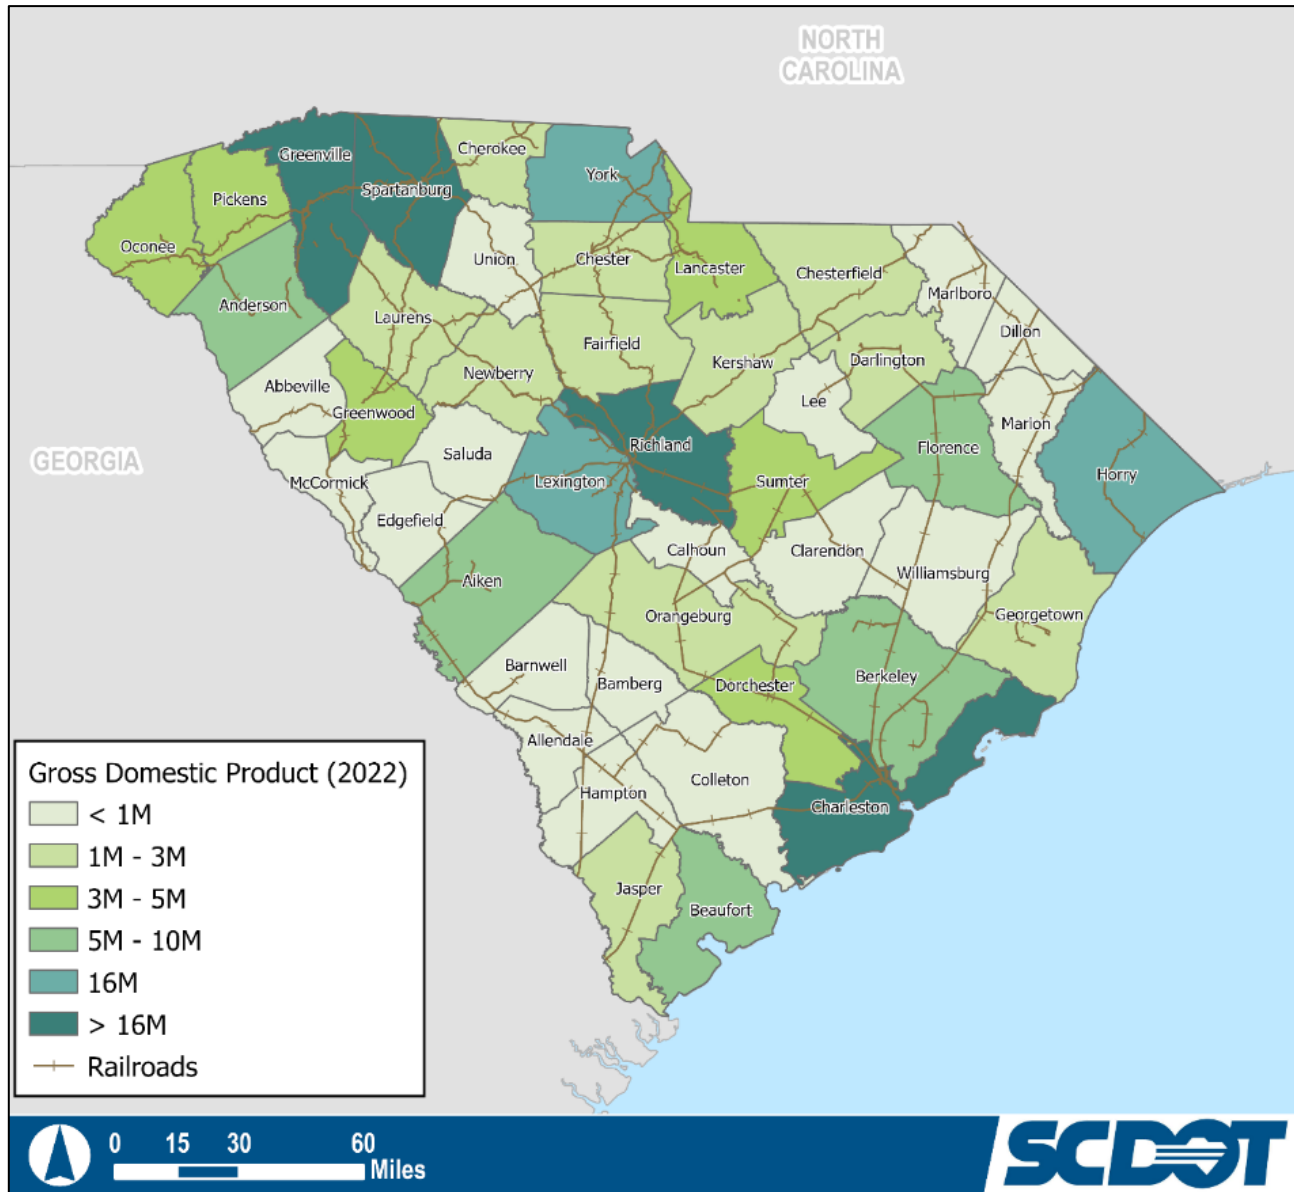 NORTH
CAROLINA
Cherokee
Greenville
York
Spartanburg
Pickens
Oconee
Union
Chester
Lancaster
Chesterfield
Marlboro
Anderson
Laurens
Dillon
Fairfield
Kershaw
Darlington
Newberry
Abbeville
Lee
Greenwood
Marion
Richland
Florence
Saluda
GEORGIA
Horry
McCormick
Lexington
Sumter
Edgefield
Calhoun
Clarendon
Williamsburg
Aiken
Orangeburg
Georgetown
Barnwell
Bamberg
Dorchester
Berkeley
Allendale
Colleton
Hampton
Charleston
Jasper
Beaufort
Gross Domestic Product (2022)
< 1M
1M - 3M
3M - 5M
5M - 10M
16M
> 16M
Railroads
0 15 30 60
Miles
SCDOT